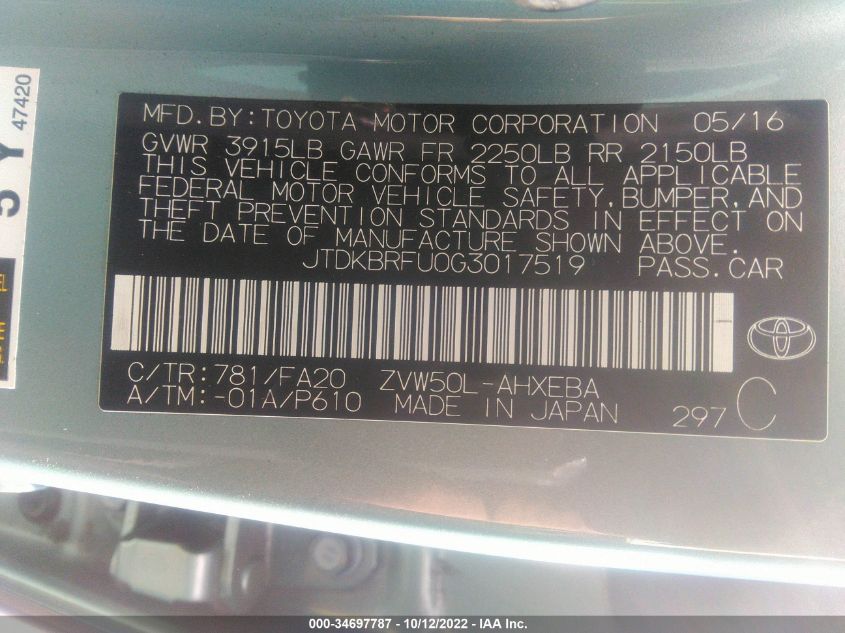 47420
5Y
MFD.BY:TOYOTA MOTOR CORPORATION 05/16
GVWR 3915LB GAWR FR 2250LB RR 2150LB
THIS VEHICLE CONFORMS TO ALL APPLICABLE
FEDERAL MOTOR VEHICLE SAFETY,BUMPER,AND
THEFT PREVENTION STANDARDS IN EFFECT ON
THE DATE OF MANUFACTURE SHOWN ABOVE.
JTDKBRFU0G3017519 PASS.CAR
C/TR:781/FA20 ZVW50L-AHXEBA
A/TM:-01A/P610 MADE IN JAPAN 297 C
000-34697787 - 10/12/2022 - IAA Inc.